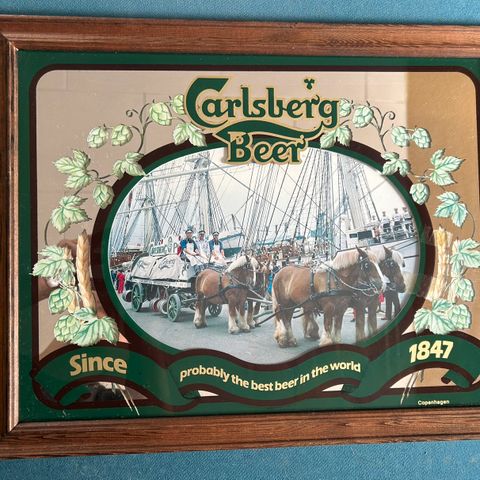 Carlsberg
Beer
Since
probably the best beer in the world
1847
Copenhagen